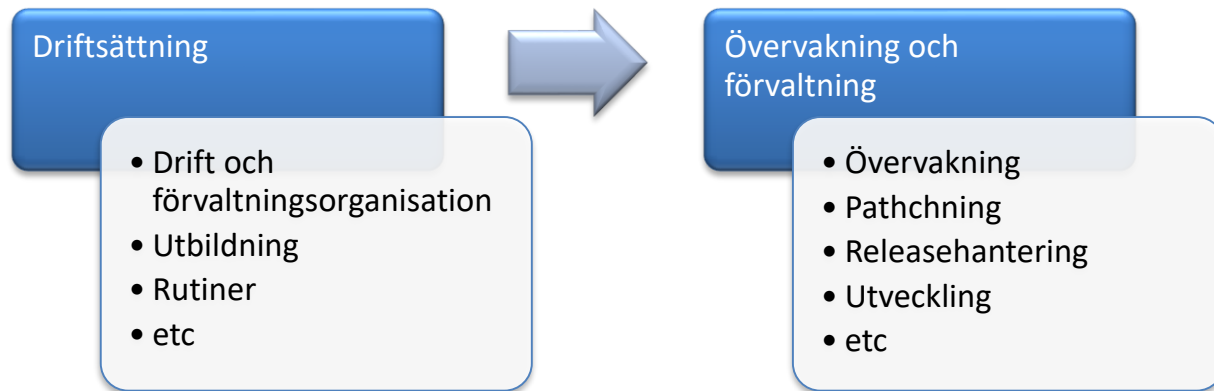 Driftsättning
• Drift och
förvaltningsorganisation
• Utbildning
• Rutiner
• etc
Övervakning och
förvaltning
• Övervakning
• Pathchning
• Releasehantering
• Utveckling
• etc